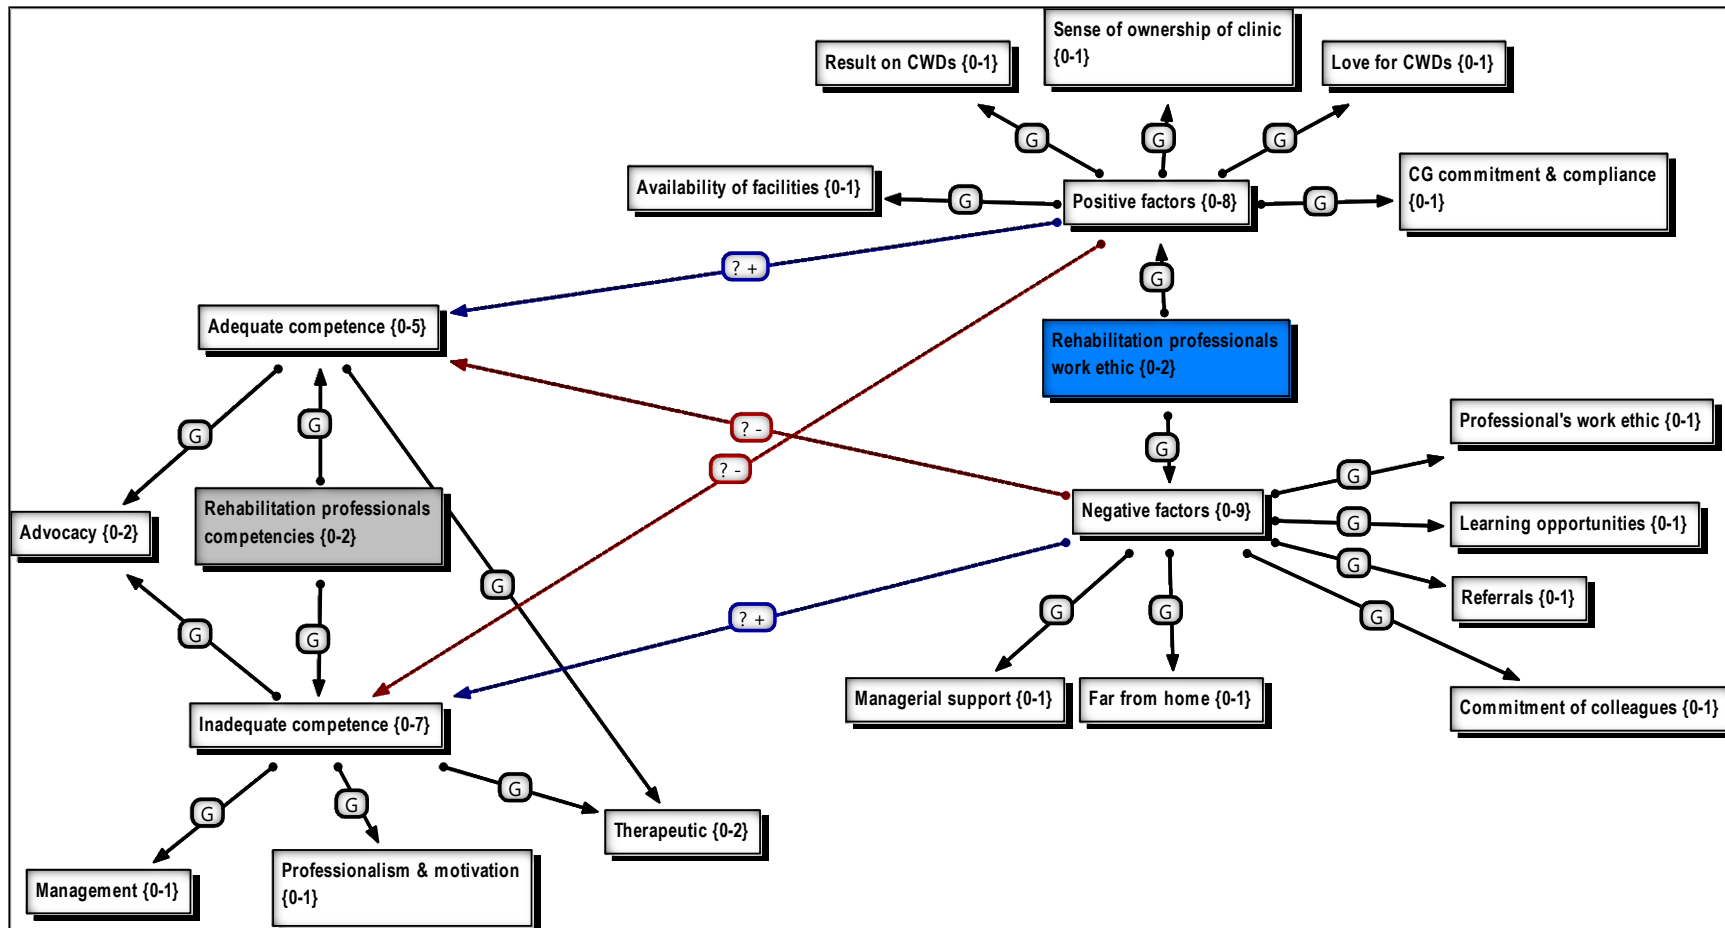 Sense of ownership of clinic
{0-1}
Result on CWDs {0-1}
Love for CWDs {0-1}
G
G
G
Availability of facilities {0-1}
G
Positive factors {0-8}
G
CG commitment & compliance
{0-1}
? +
G
Adequate competence {0-5}
Rehabilitation professionals
work ethic {0-2}
G
G
? -
? -
G
Professional's work ethic {0-1}
G
Rehabilitation professionals
competencies {0-2}
Advocacy {0-2}
Negative factors {0-9}
G
Learning opportunities {0-1}
G
G
Referrals {0-1}
G
G
? +
G
G
G
Managerial support {0-1}
Far from home {0-1}
Commitment of colleagues {0-1}
Inadequate competence {0-7}
G
G
G
Therapeutic {0-2}
Management {0-1}
Professionalism & motivation
{0-1}